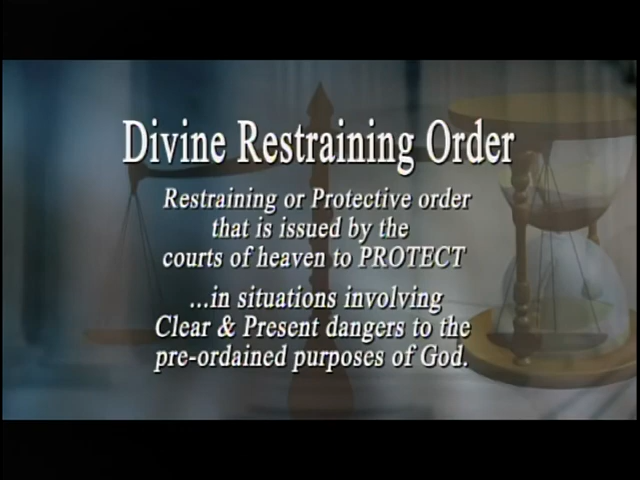 Divine Restraining Order
Restraining or Protective order
that is issued by the
courts of heaven to PROTECT
...in situations involving
Clear & Present dangers to the
pre-ordained purposes of God.